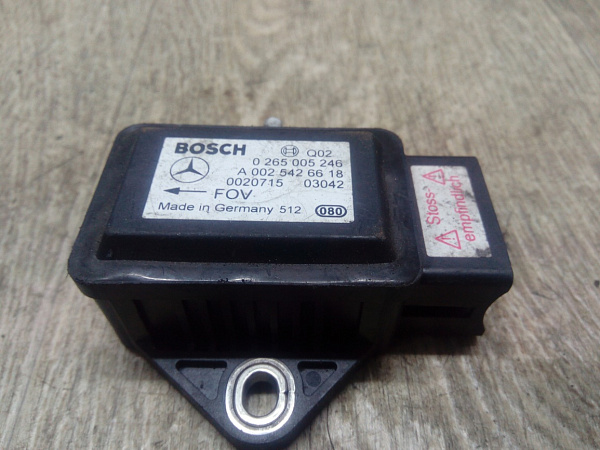 BOSCH Q02
0 265 005 246
A 002 542 66 18
0020715 03042
FOV
Made in Germany 512 080
Stoss-
empfindlich